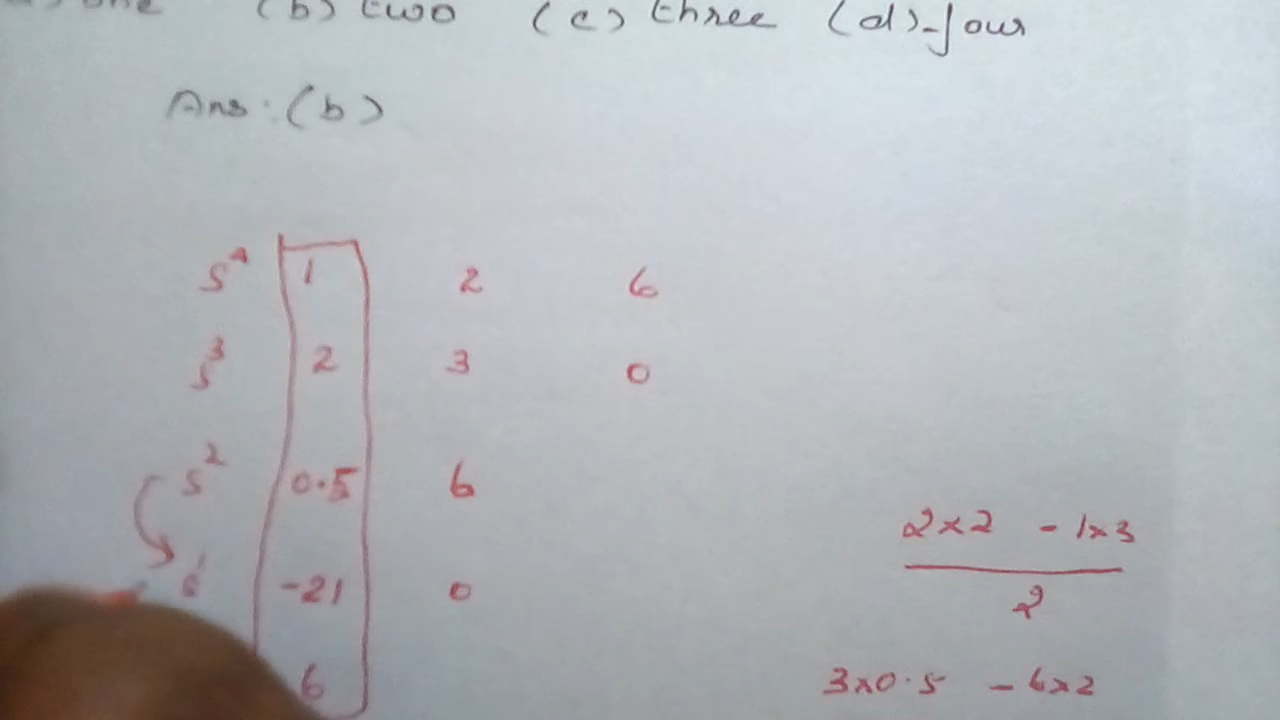 one (b) two (c) three (d) four
Ans: (b)
s⁴ 1 2 6
s³ 2 3 0
s² 0.5 6
s¹ -21 0
6
2×2 - 1×3
2
3×0.5 - 6×2